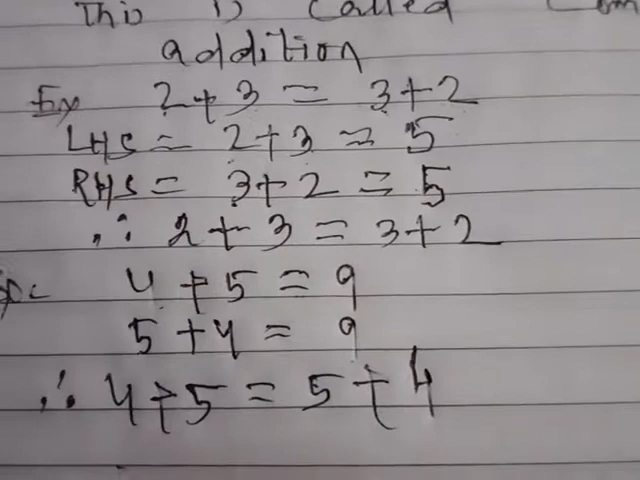 This is called Com
addition
Ex 2+3 = 3+2
LHS = 2+3 = 5
RHS = 3+2 = 5
∴ 2+3 = 3+2
4+5 = 9
5+4 = 9
∴ 4+5 = 5+4